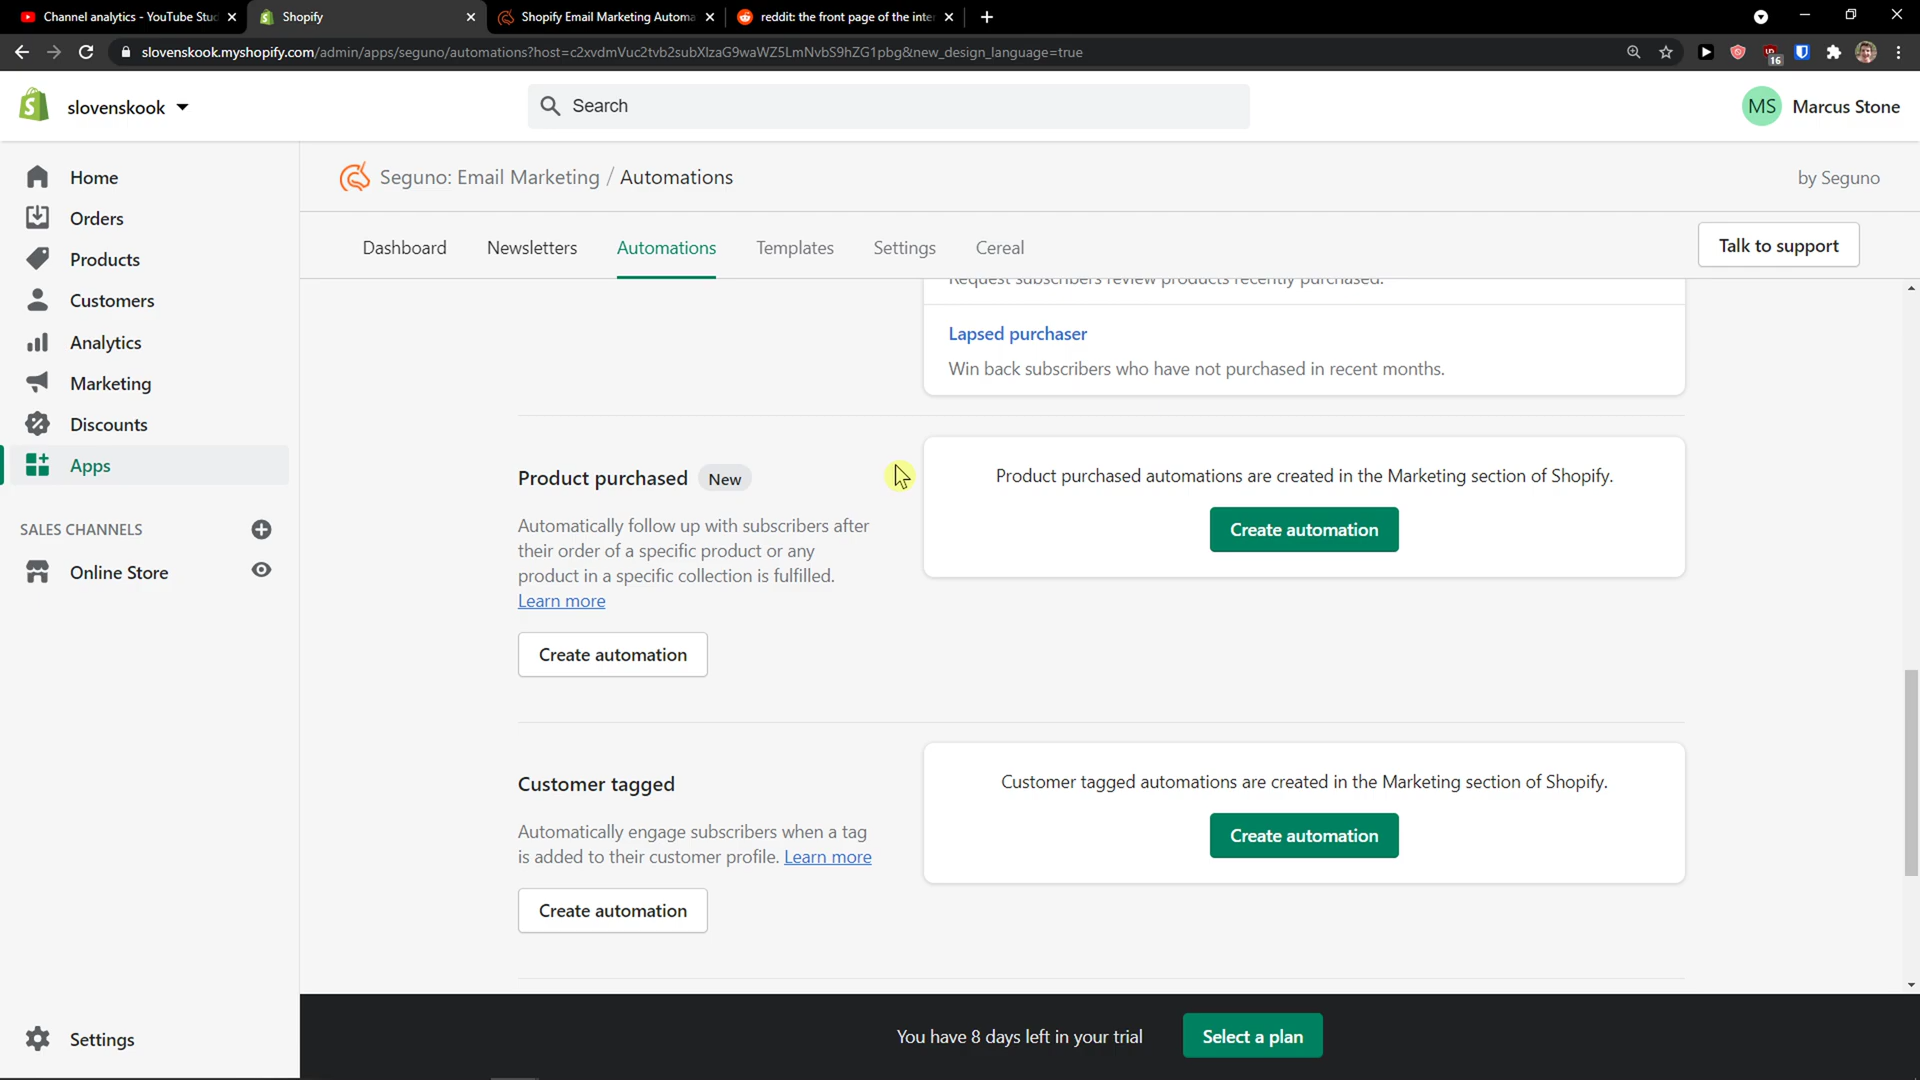 Channel analytics - YouTube Stu
Shopify
Shopify Email Marketing Automa
reddit: the front page of the inter
slovenskook.myshopify.com/admin/apps/seguno/automations?host=c2xvdmVuc2tvb2subXlzaG9waWZ5LmNvbS9hZG1pbg&new_design_language=true
16
slovenskook
Search
MS
Marcus Stone
Home
Orders
Products
Customers
Analytics
Marketing
Discounts
Apps
SALES CHANNELS
Online Store
Settings
Seguno: Email Marketing / Automations
by Seguno
Dashboard
Newsletters
Automations
Templates
Settings
Cereal
Talk to support
Request subscribers review products recently purchased.
Lapsed purchaser
Win back subscribers who have not purchased in recent months.
Product purchased
New
Automatically follow up with subscribers after
their order of a specific product or any
product in a specific collection is fulfilled.
Learn more
Create automation
Product purchased automations are created in the Marketing section of Shopify.
Create automation
Customer tagged
Automatically engage subscribers when a tag
is added to their customer profile. Learn more
Create automation
Customer tagged automations are created in the Marketing section of Shopify.
Create automation
You have 8 days left in your trial
Select a plan